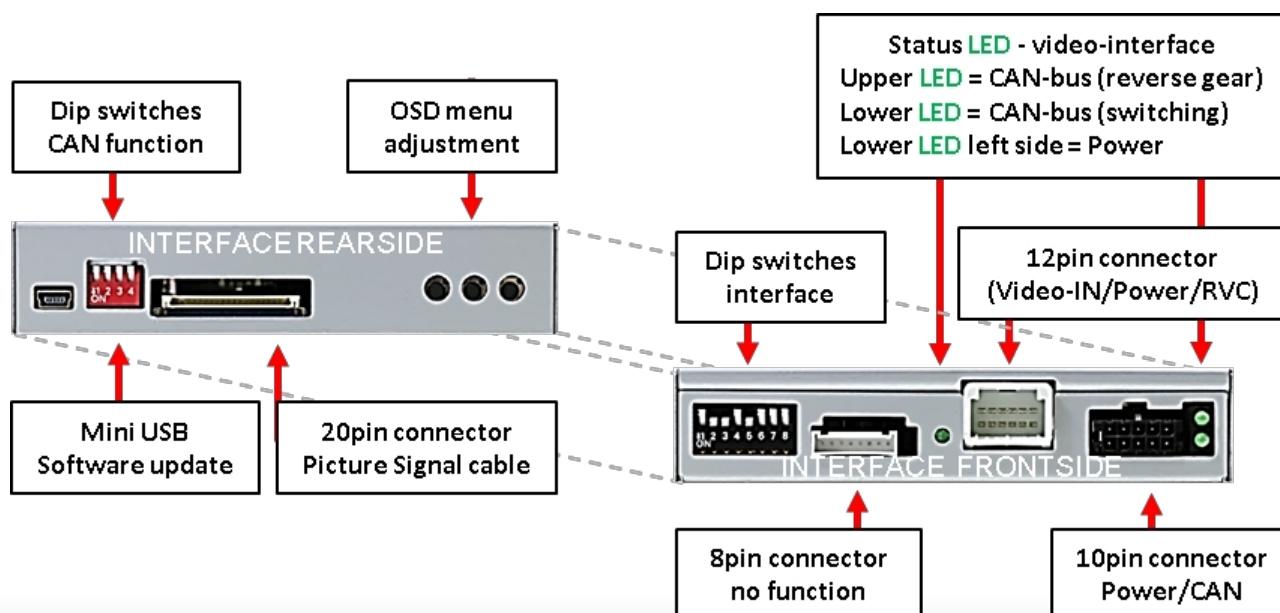 Status LED - video-interface
Upper LED = CAN-bus (reverse gear)
Lower LED = CAN-bus (switching)
Lower LED left side = Power
Dip switches
CAN function
OSD menu
adjustment
INTERFACE REARSIDE
1 2 3 4
ON
Dip switches
interface
12pin connector
(Video-IN/Power/RVC)
Mini USB
Software update
20pin connector
Picture Signal cable
1 2 3 4 5 6 7 8
ON
INTERFACE FRONTSIDE
8pin connector
no function
10pin connector
Power/CAN